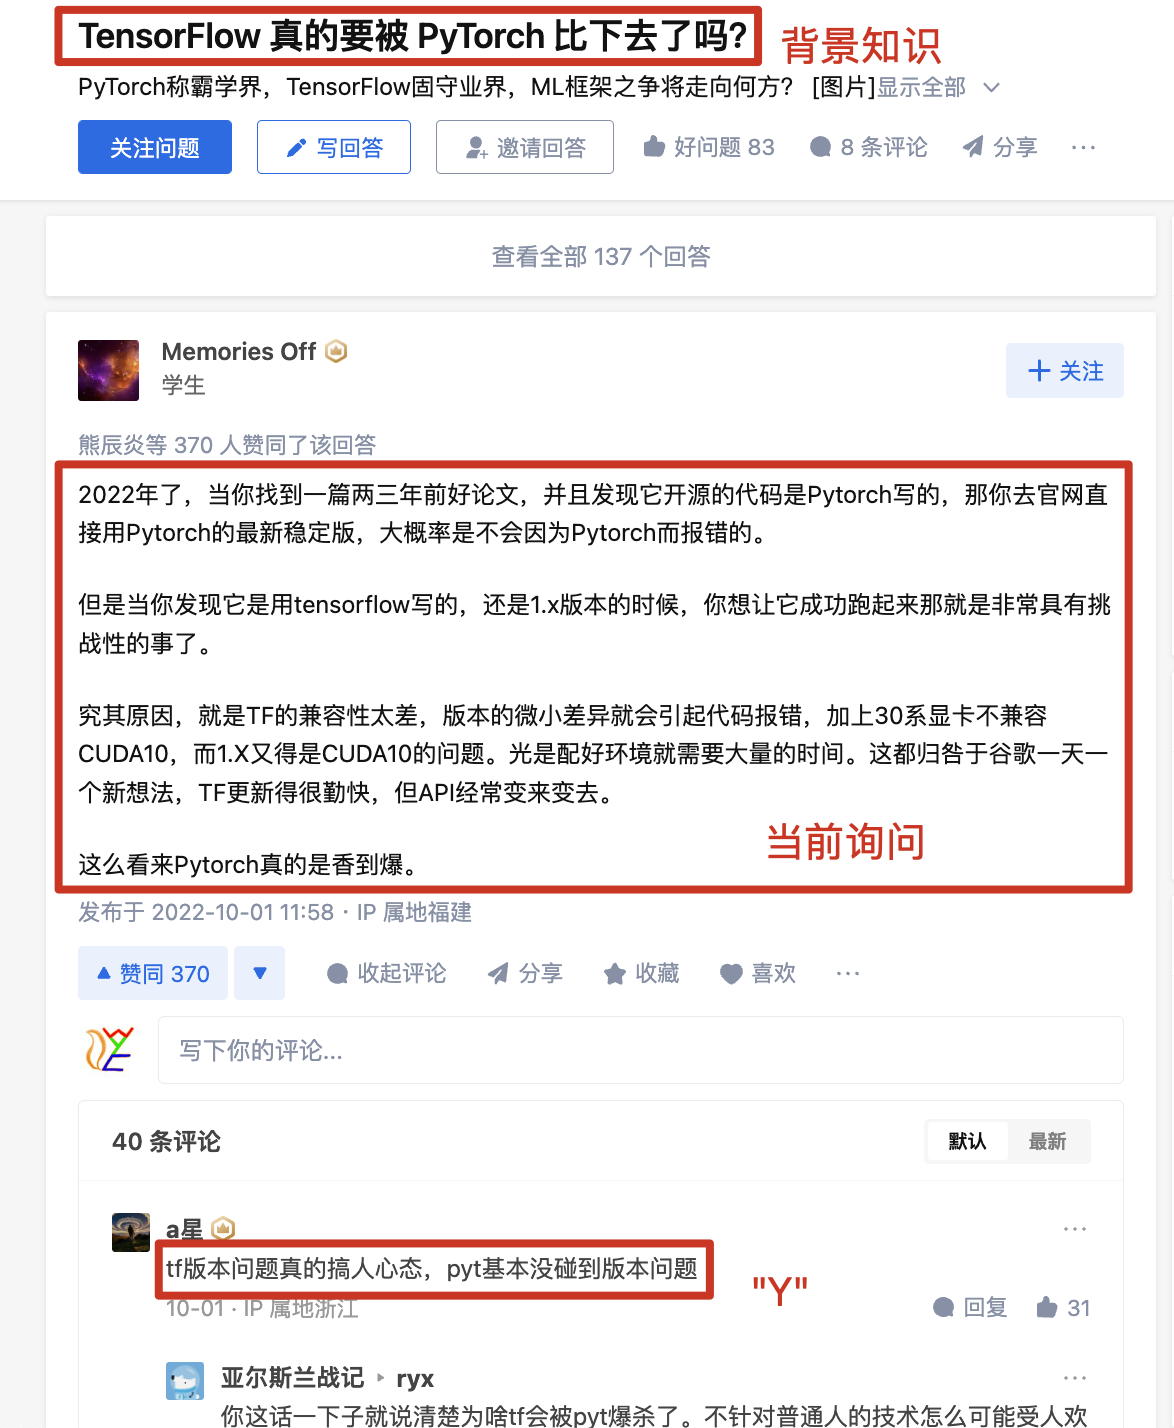 TensorFlow 真的要被 PyTorch 比下去了吗?
背景知识
PyTorch称霸学界，TensorFlow固守业界，ML框架之争将走向何方？ [图片]显示全部
关注问题
写回答
邀请回答
好问题 83
8 条评论
分享
查看全部 137 个回答
Memories Off
学生
关注
熊辰炎等 370 人赞同了该回答
2022年了，当你找到一篇两三年前好论文，并且发现它开源的代码是Pytorch写的，那你去官网直
接用Pytorch的最新稳定版，大概率是不会因为Pytorch而报错的。
但是当你发现它是用tensorflow写的，还是1.x版本的时候，你想让它成功跑起来那就是非常具有挑
战性的事了。
究其原因，就是TF的兼容性太差，版本的微小差异就会引起代码报错，加上30系显卡不兼容
CUDA10，而1.X又得是CUDA10的问题。光是配好环境就需要大量的时间。这都归咎于谷歌一天一
个新想法，TF更新得很勤快，但API经常变来变去。
当前询问
这么看来Pytorch真的是香到爆。
发布于 2022-10-01 11:58 · IP 属地福建
赞同 370
收起评论
分享
收藏
喜欢
写下你的评论...
40 条评论
默认
最新
a星
tf版本问题真的搞人心态，pyt基本没碰到版本问题
"Y"
10-01 · IP 属地浙江
回复
31
亚尔斯兰战记 ryx
你这话一下子就说清楚为啥tf会被pyt爆杀了。不针对普通人的技术怎么可能受人欢